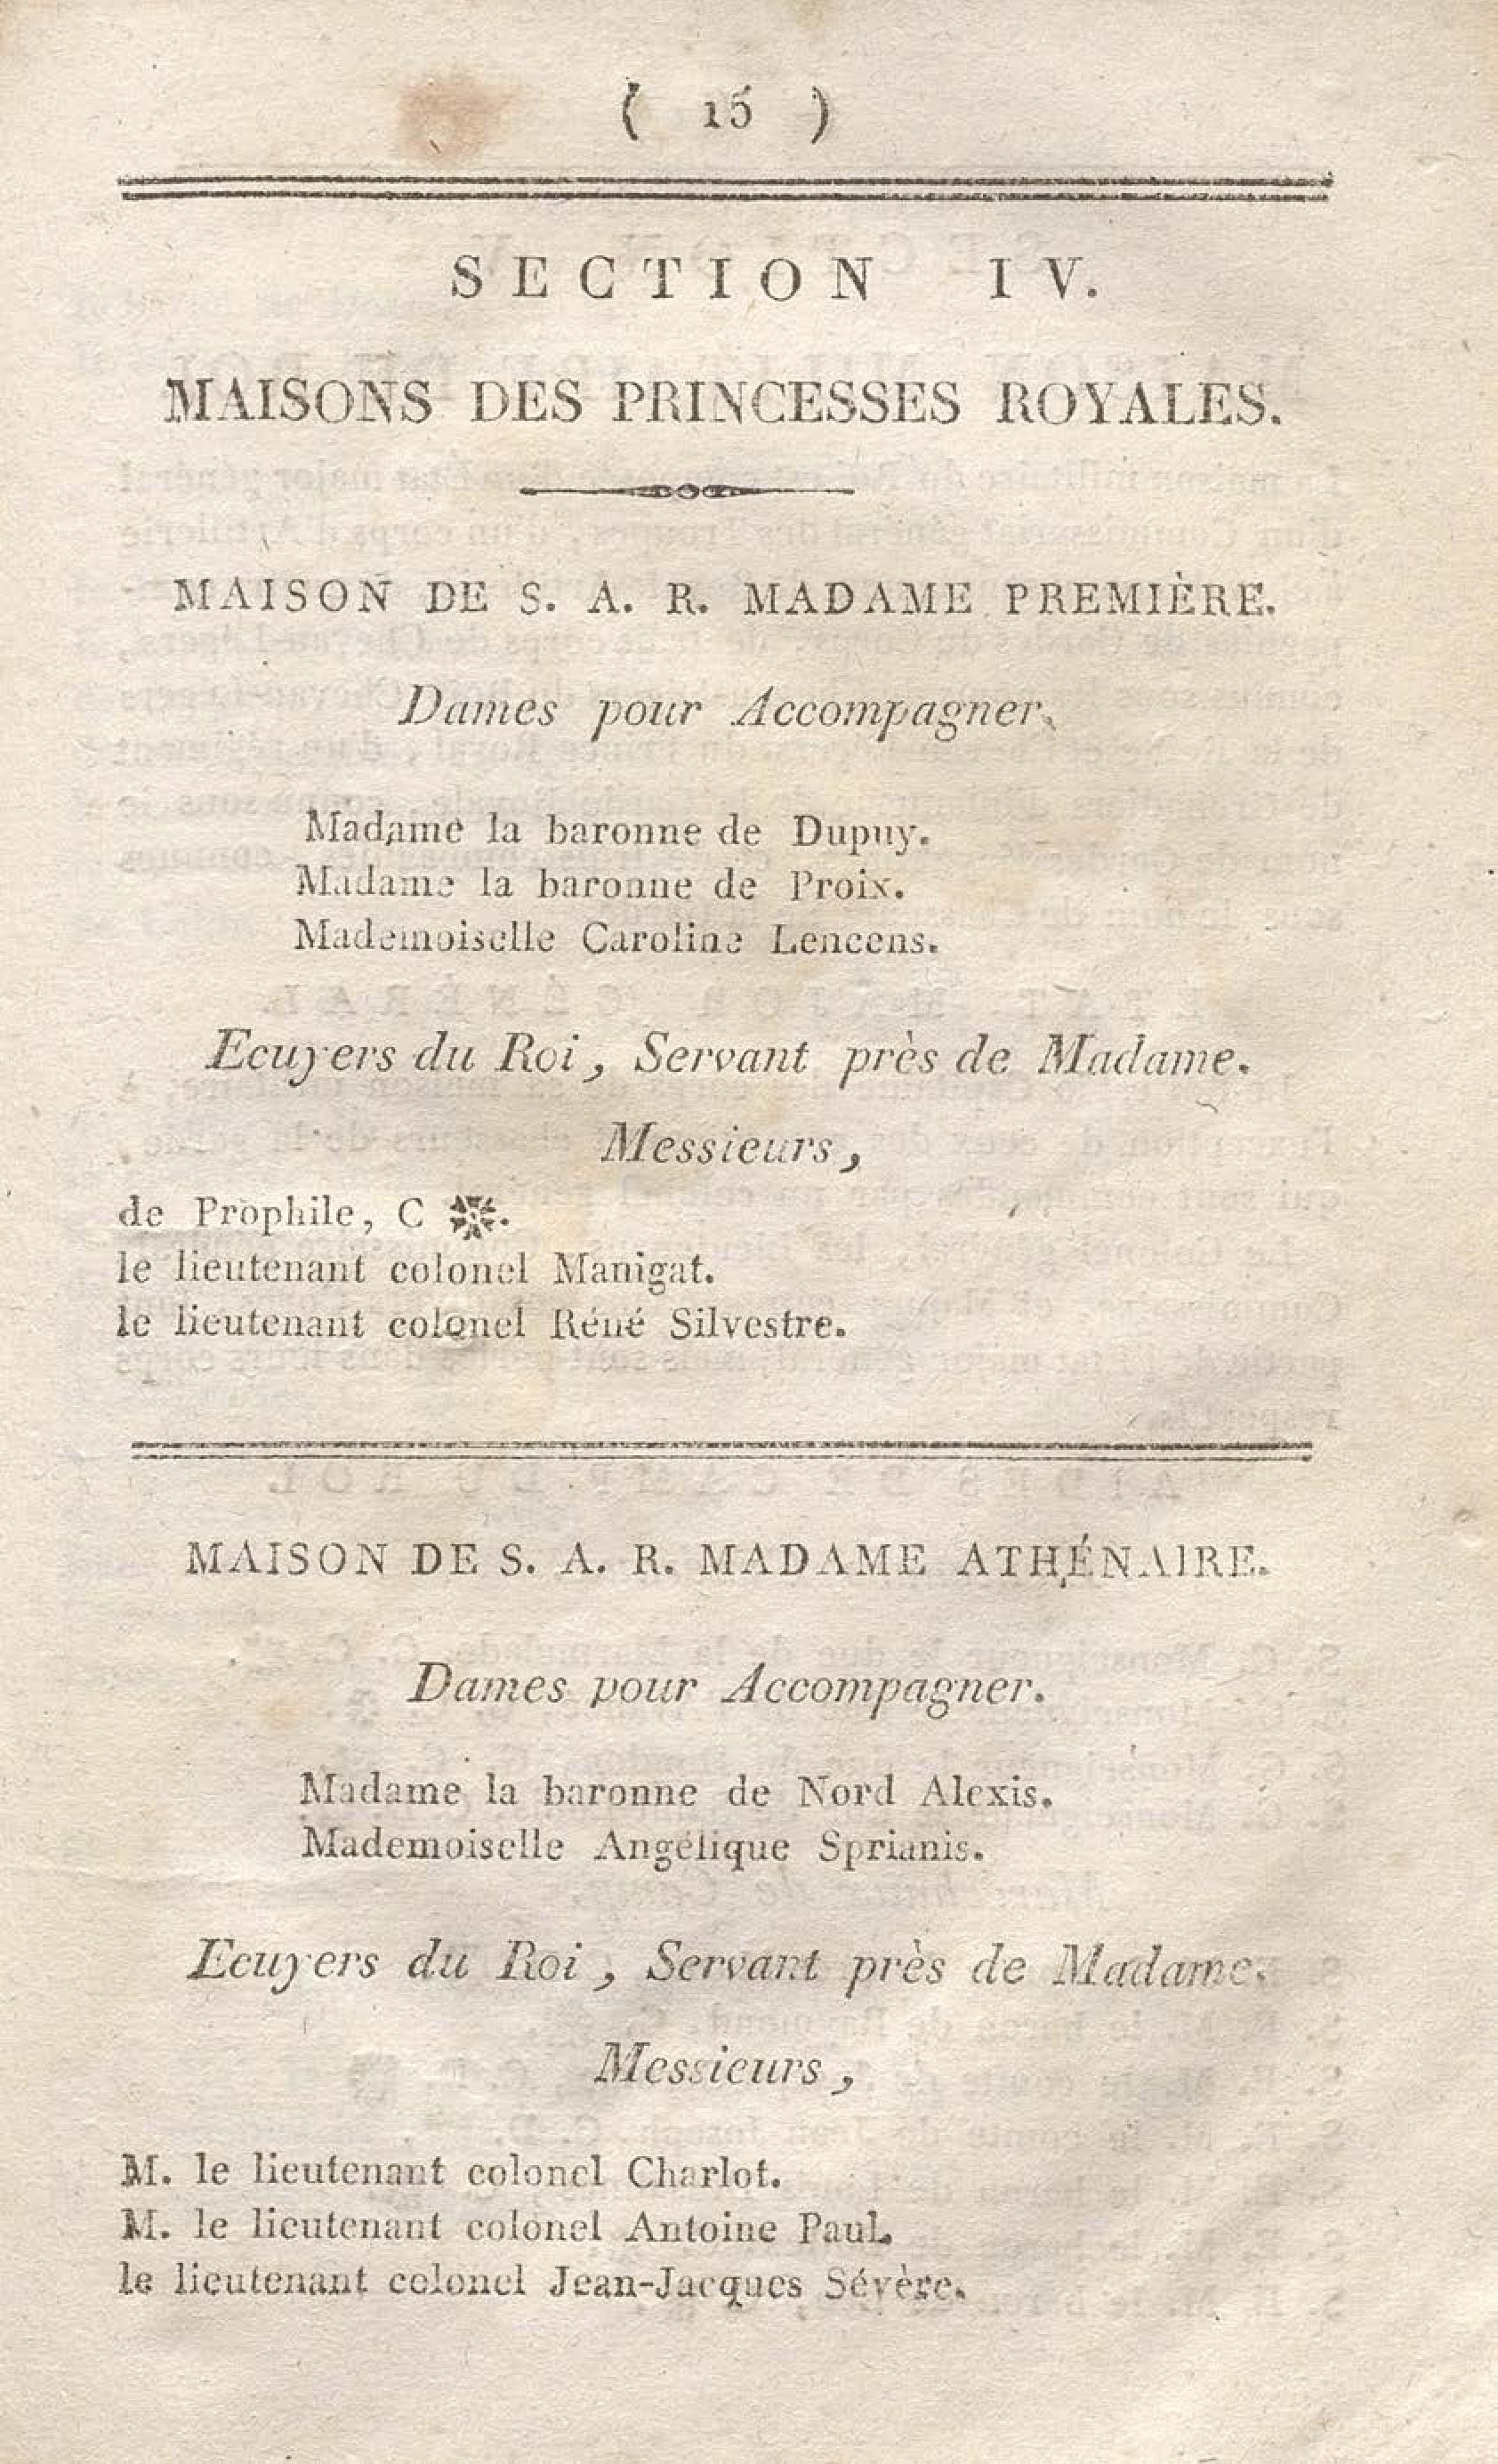 ( 15 )
SECTION IV.
MAISONS DES PRINCESSES ROYALES.
MAISON DE S. A. R. MADAME PREMIÈRE.
Dames pour Accompagner.
Madame la baronne de Dupuy.
Madame la baronne de Proix.
Mademoiselle Caroline Lencens.
Ecuyers du Roi, Servant près de Madame.
Messieurs,
de Prophile, C ✼.
le lieutenant colonel Manigat.
le lieutenant colonel Réné Silvestre.
MAISON DE S. A. R. MADAME ATHÉNAIRE.
Dames pour Accompagner.
Madame la baronne de Nord Alexis.
Mademoiselle Angélique Sprianis.
Ecuyers du Roi, Servant près de Madame.
Messieurs,
M. le lieutenant colonel Charlot.
M. le lieutenant colonel Antoine Paul.
le lieutenant colonel Jean-Jacques Sévère.